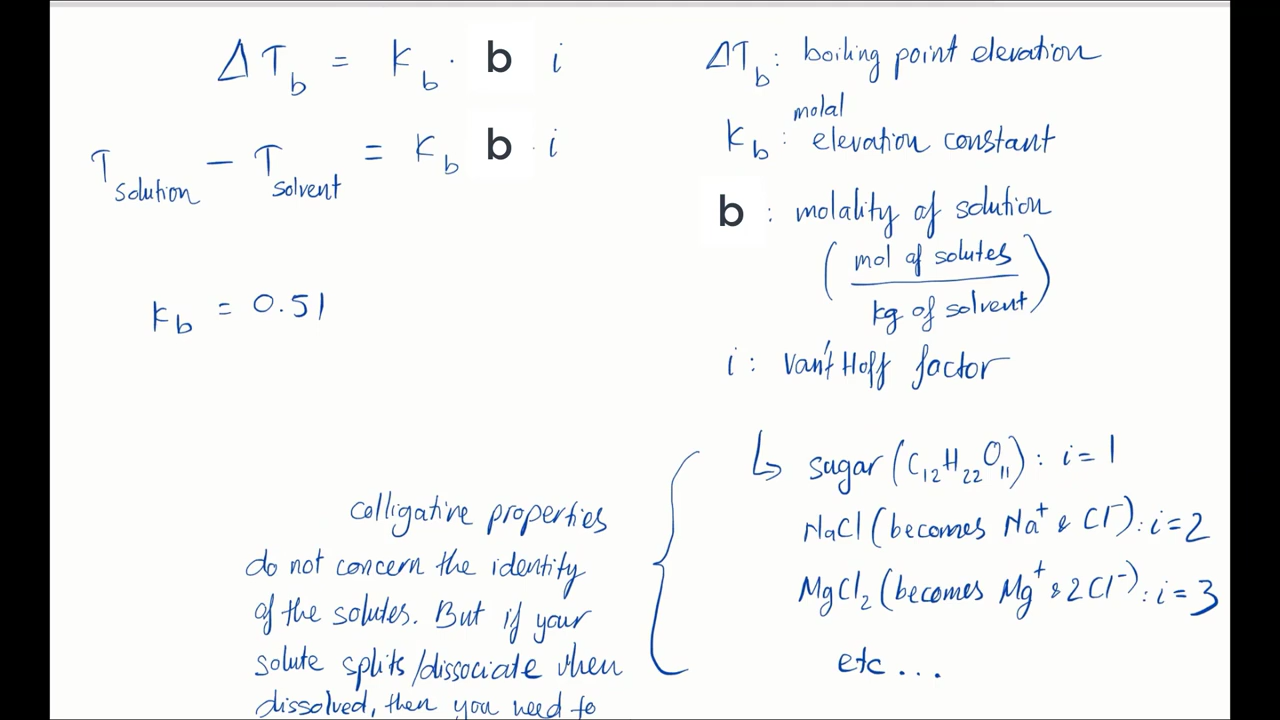 ΔT_b = K_b · b i
T_solution − T_solvent = K_b b · i
K_b = 0.51
ΔT_b : boiling point elevation
K_b : molal elevation constant
b : molality of solution
(mol of solutes / kg of solvent)
i : Van't Hoff factor
↳ sugar (C₁₂H₂₂O₁₁) : i = 1
NaCl (becomes Na⁺ & Cl⁻) : i = 2
MgCl₂ (becomes Mg⁺ & 2Cl⁻) : i = 3
etc ...
colligative properties
do not concern the identity
of the solutes. But if your
solute splits/dissociate when
dissolved, then you need to